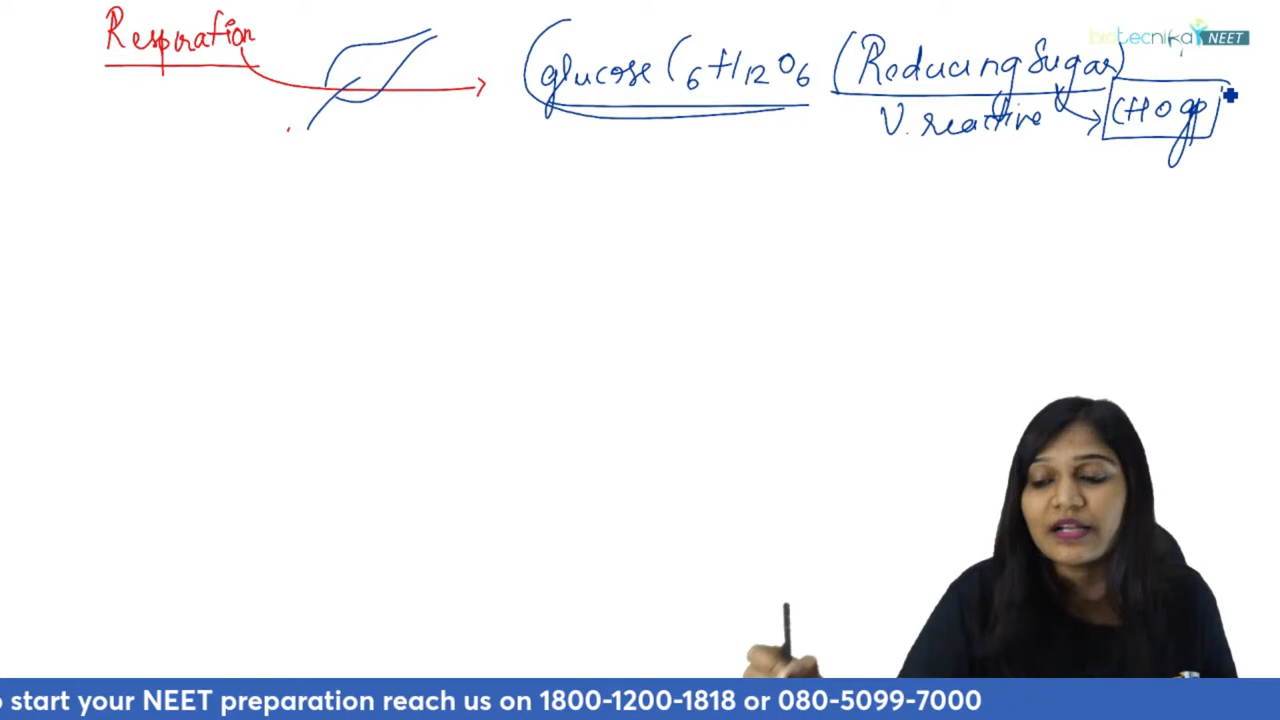 Respiration
glucose C6H12O6 (Reducing Sugar)
V. reactive
CHO gp
biotecnika NEET
o start your NEET preparation reach us on 1800-1200-1818 or 080-5099-7000